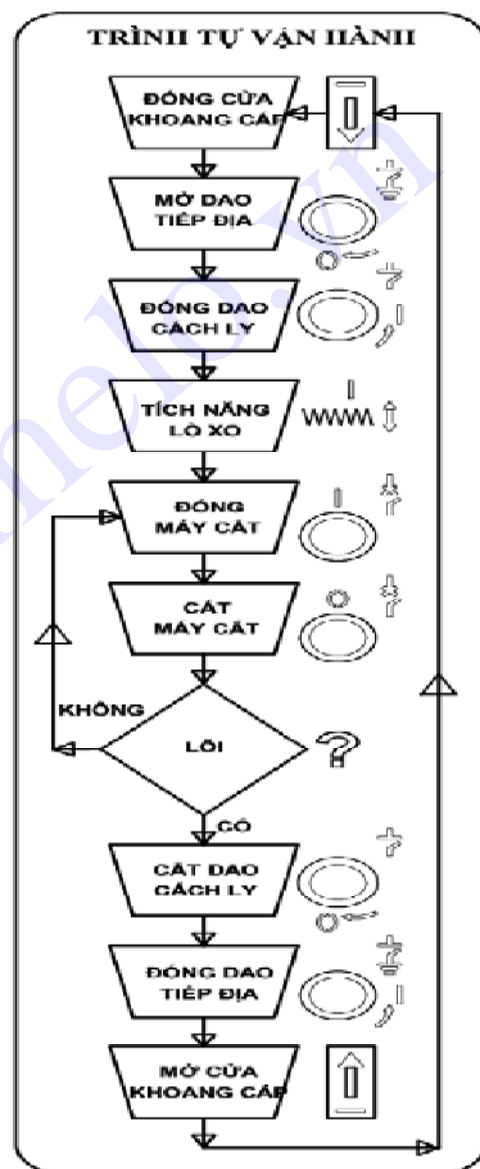 TRÌNH TỰ VẬN HÀNH
ĐÓNG CỬA
KHOANG CÁP
MỞ DAO
TIẾP ĐỊA
ĐÓNG DAO
CÁCH LY
TÍCH NĂNG
LÒ XO
ĐÓNG
MÁY CẮT
CẮT
MÁY CẮT
KHÔNG
LỖI
?
CÓ
CẮT DAO
CÁCH LY
ĐÓNG DAO
TIẾP ĐỊA
MỞ CỬA
KHOANG CÁP